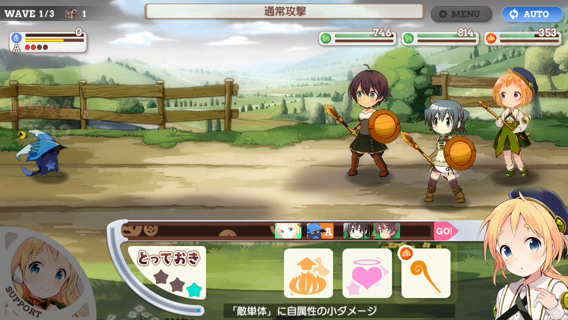 WAVE 1/3 1
通常攻撃
MENU
AUTO
0
A
746
814
353
A
GO!
とっておき
SUPPORT
「敵単体」に自属性の小ダメージ